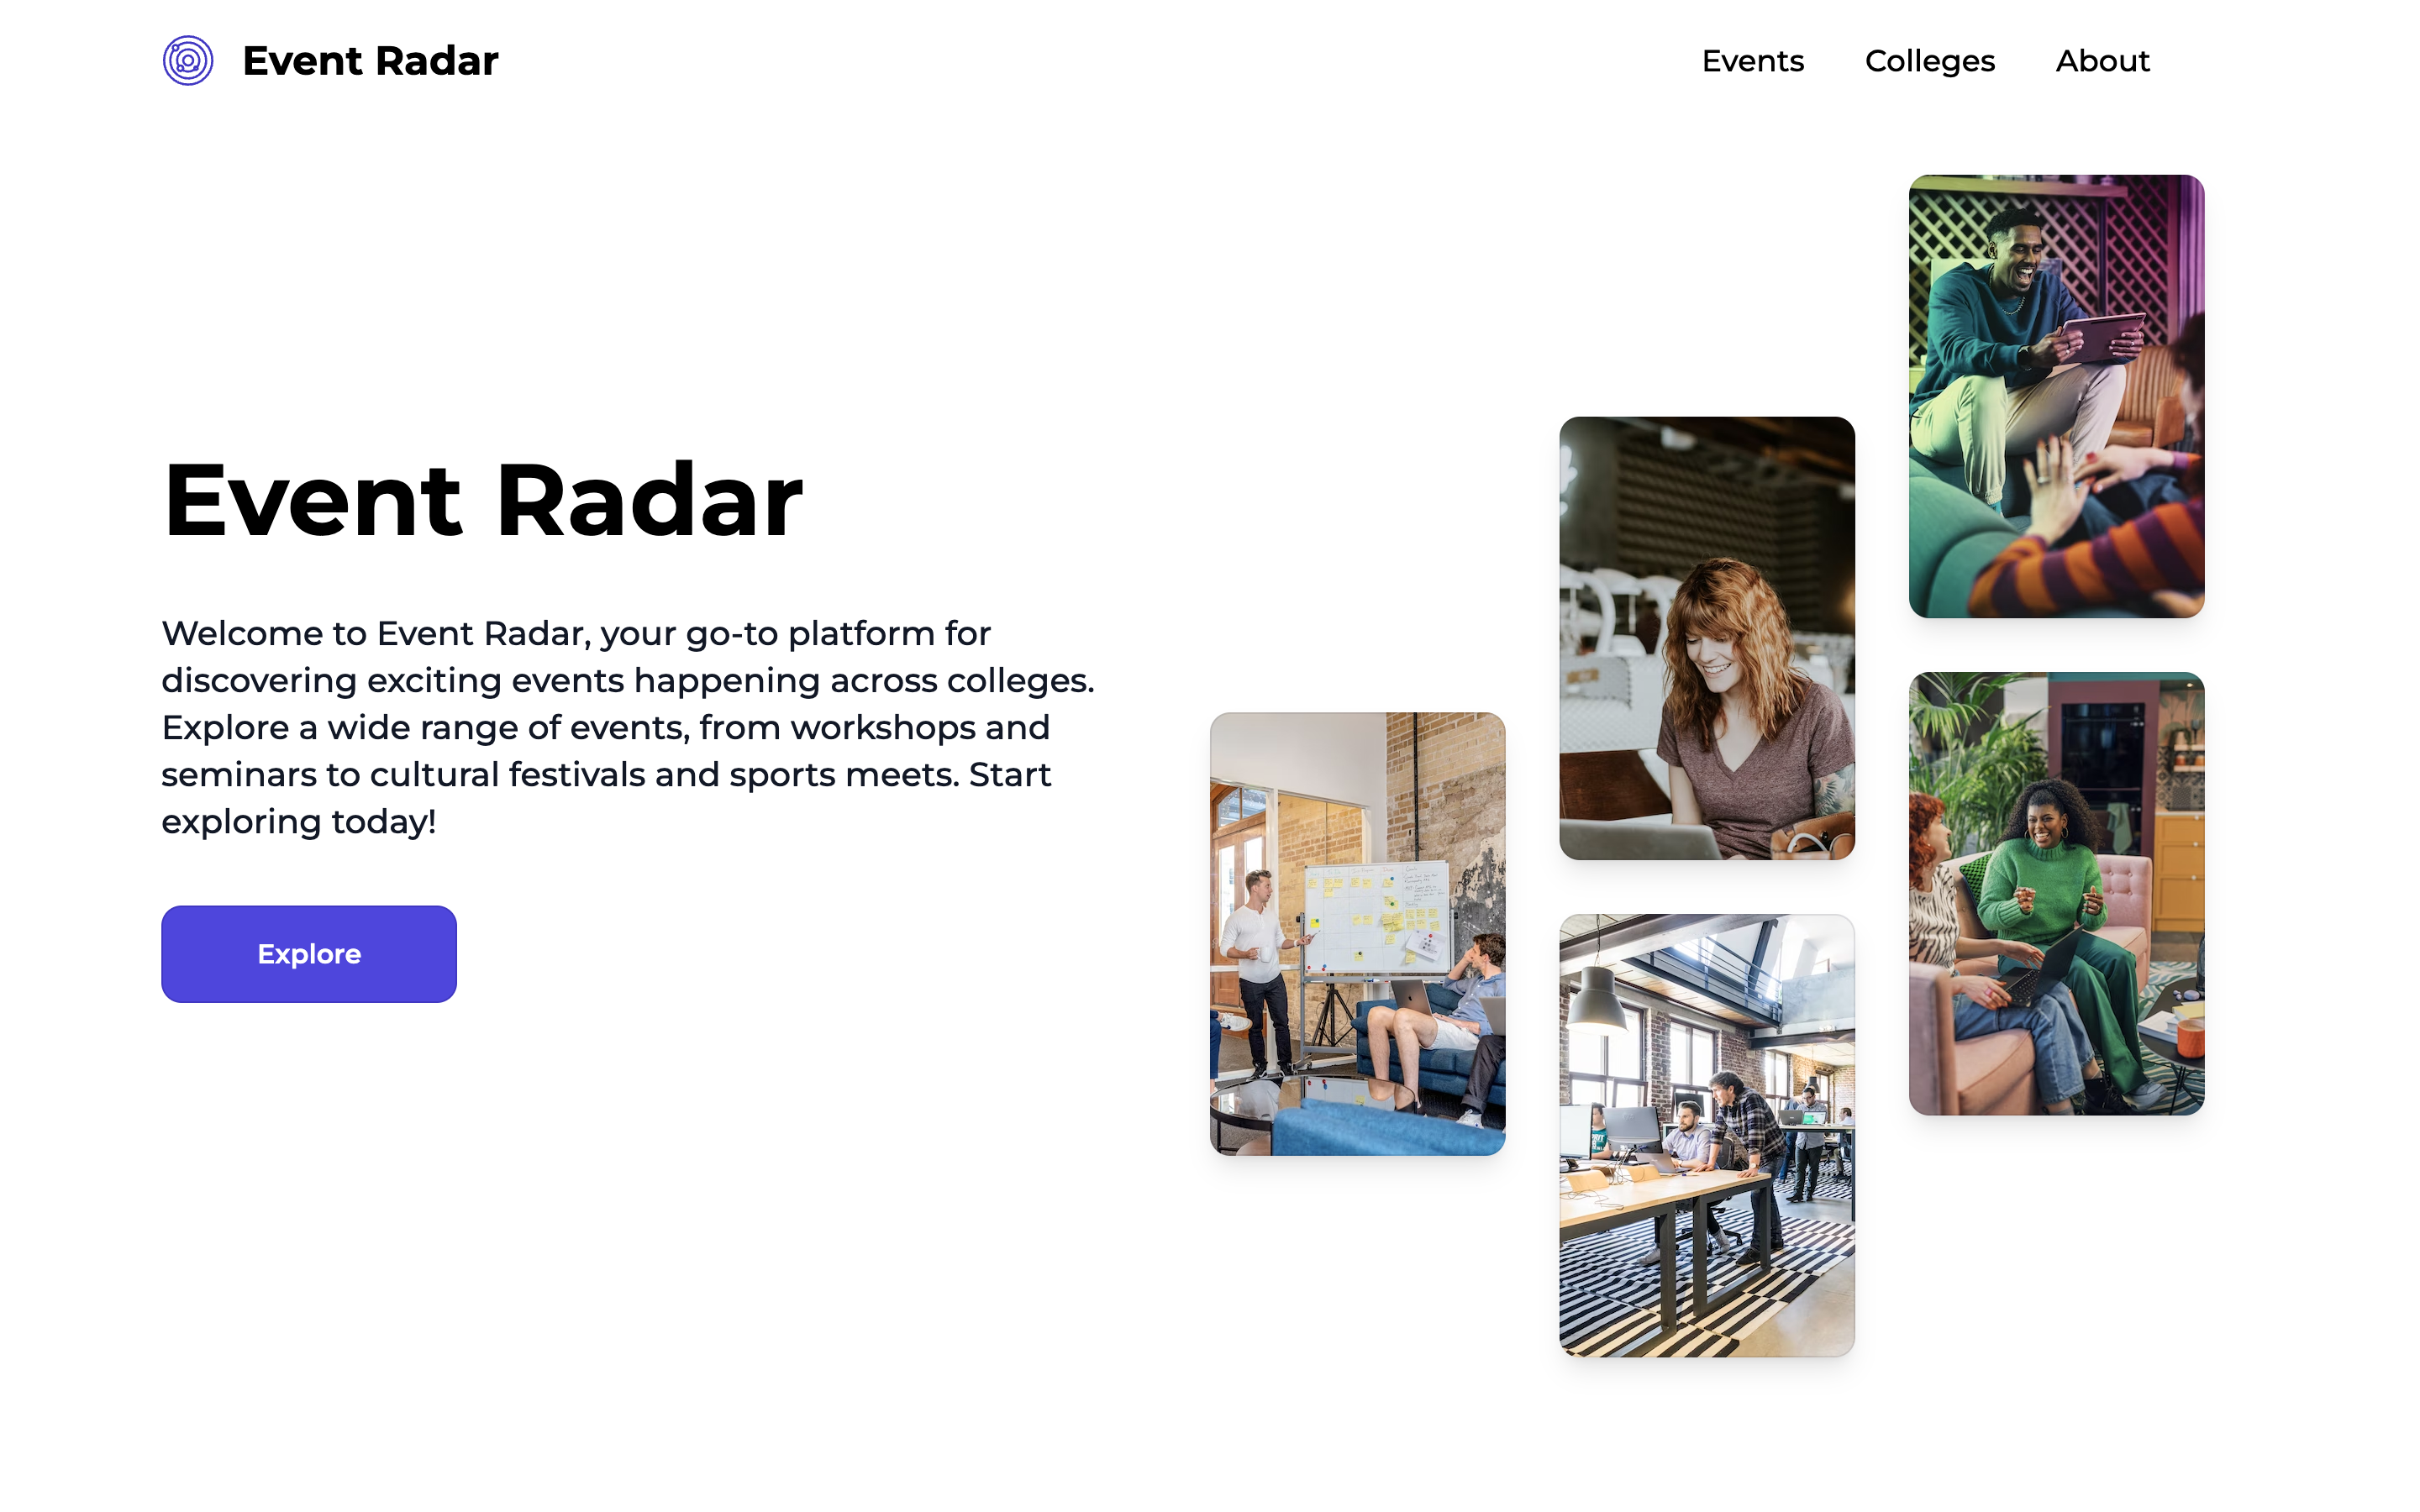 Event Radar
Events
Colleges
About
Event Radar
Welcome to Event Radar, your go-to platform for
discovering exciting events happening across colleges.
Explore a wide range of events, from workshops and
seminars to cultural festivals and sports meets. Start
exploring today!
Explore